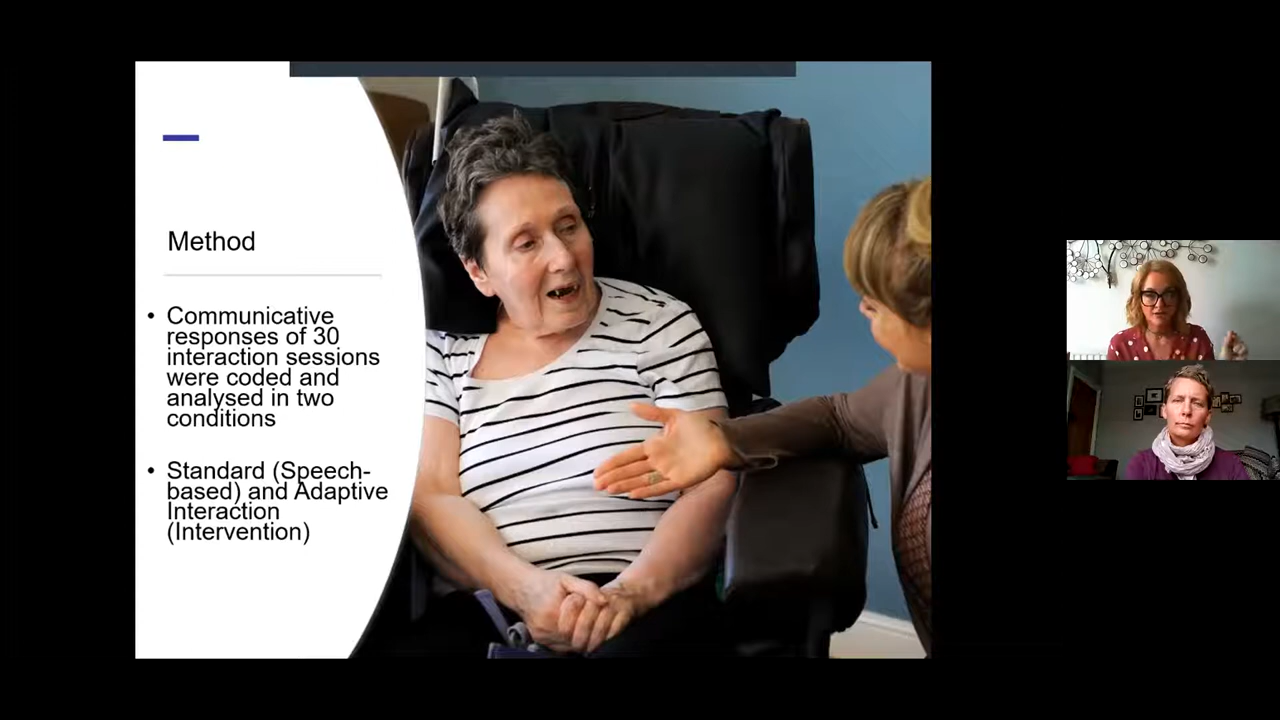 Method
• Communicative
responses of 30
interaction sessions
were coded and
analysed in two
conditions
• Standard (Speech-
based) and Adaptive
Interaction
(Intervention)